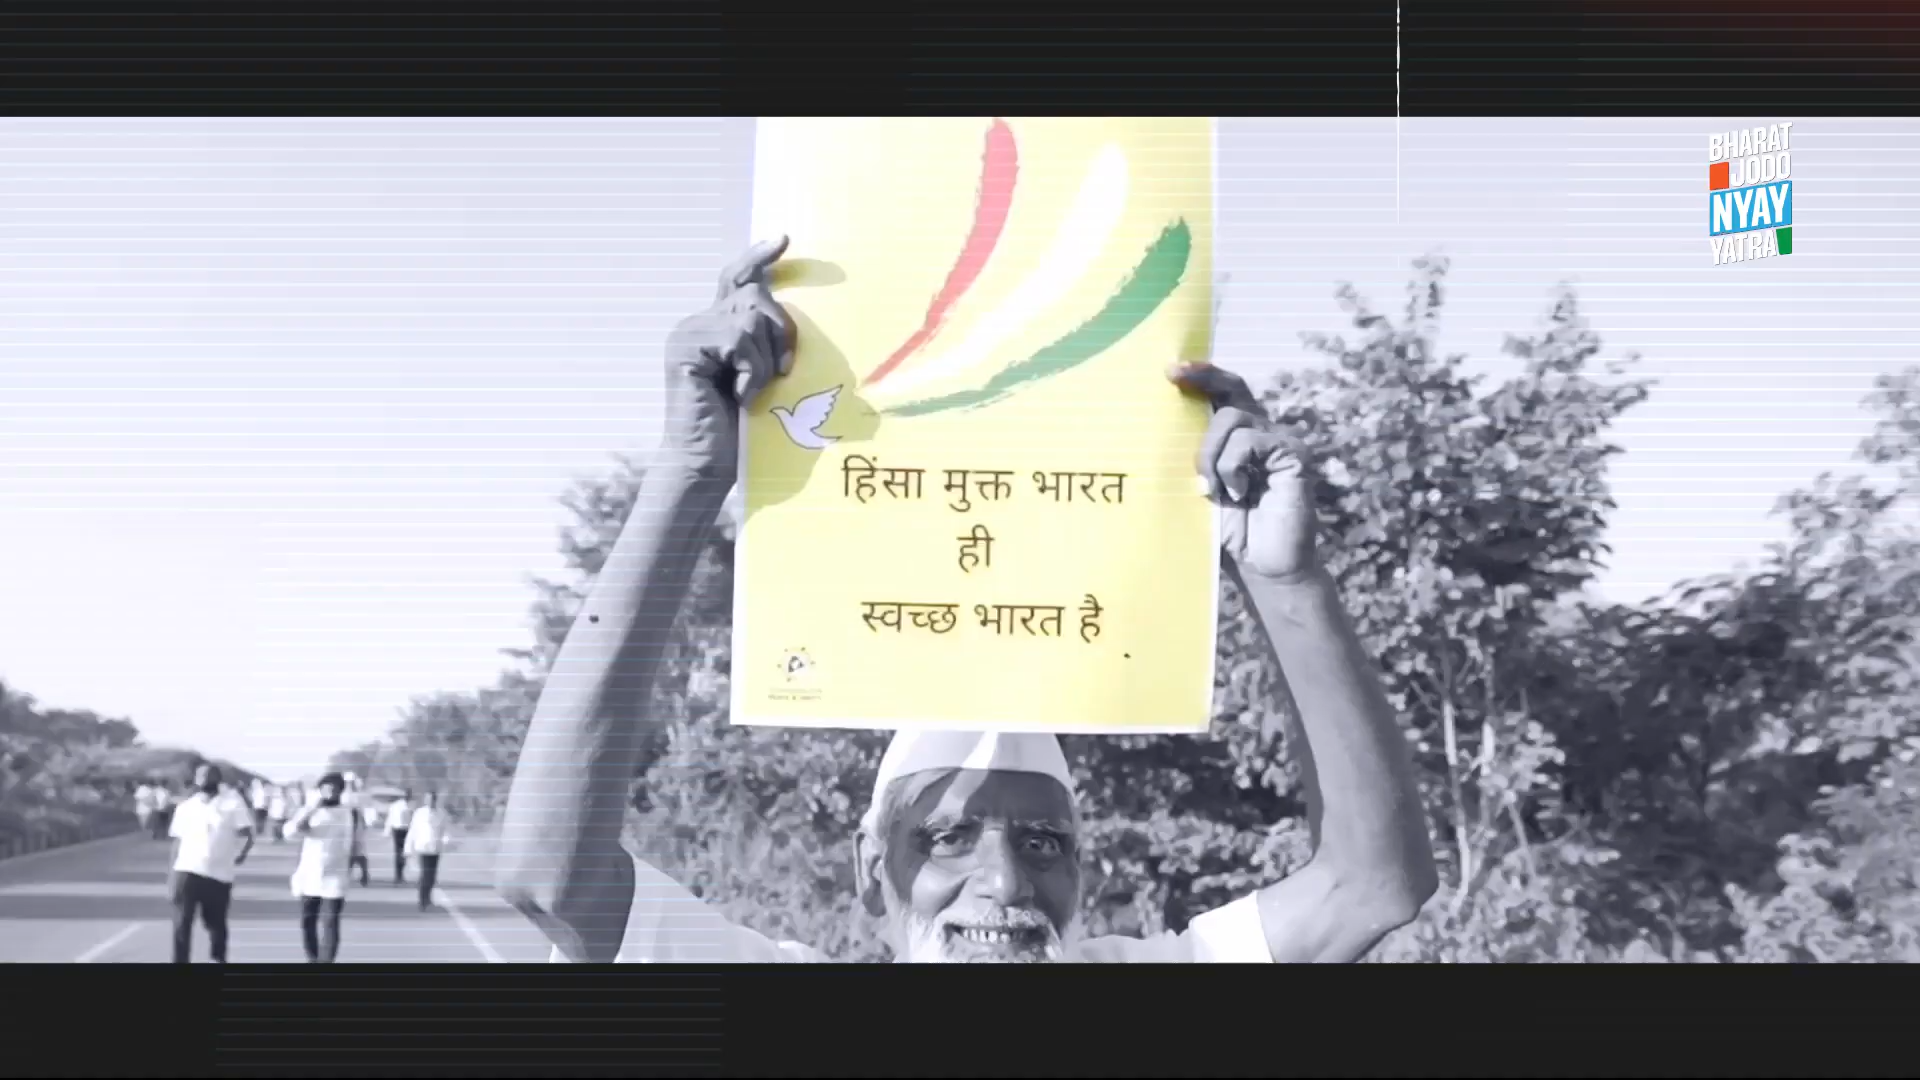 BHARAT
JODO
NYAY
YATRA
हिंसा मुक्त भारत
ही
स्वच्छ भारत है